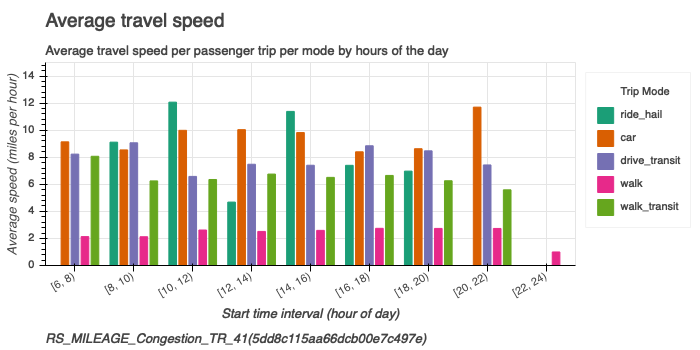 Average travel speed
Average travel speed per passenger trip per mode by hours of the day
Average speed (miles per hour)
14
12
10
8
6
4
2
0
[6, 8)
[8, 10)
[10, 12)
[12, 14)
[14, 16)
[16, 18)
[18, 20)
[20, 22)
[22, 24)
Start time interval (hour of day)
Trip Mode
ride_hail
car
drive_transit
walk
walk_transit
RS_MILEAGE_Congestion_TR_41(5dd8c115aa66dcb00e7c497e)